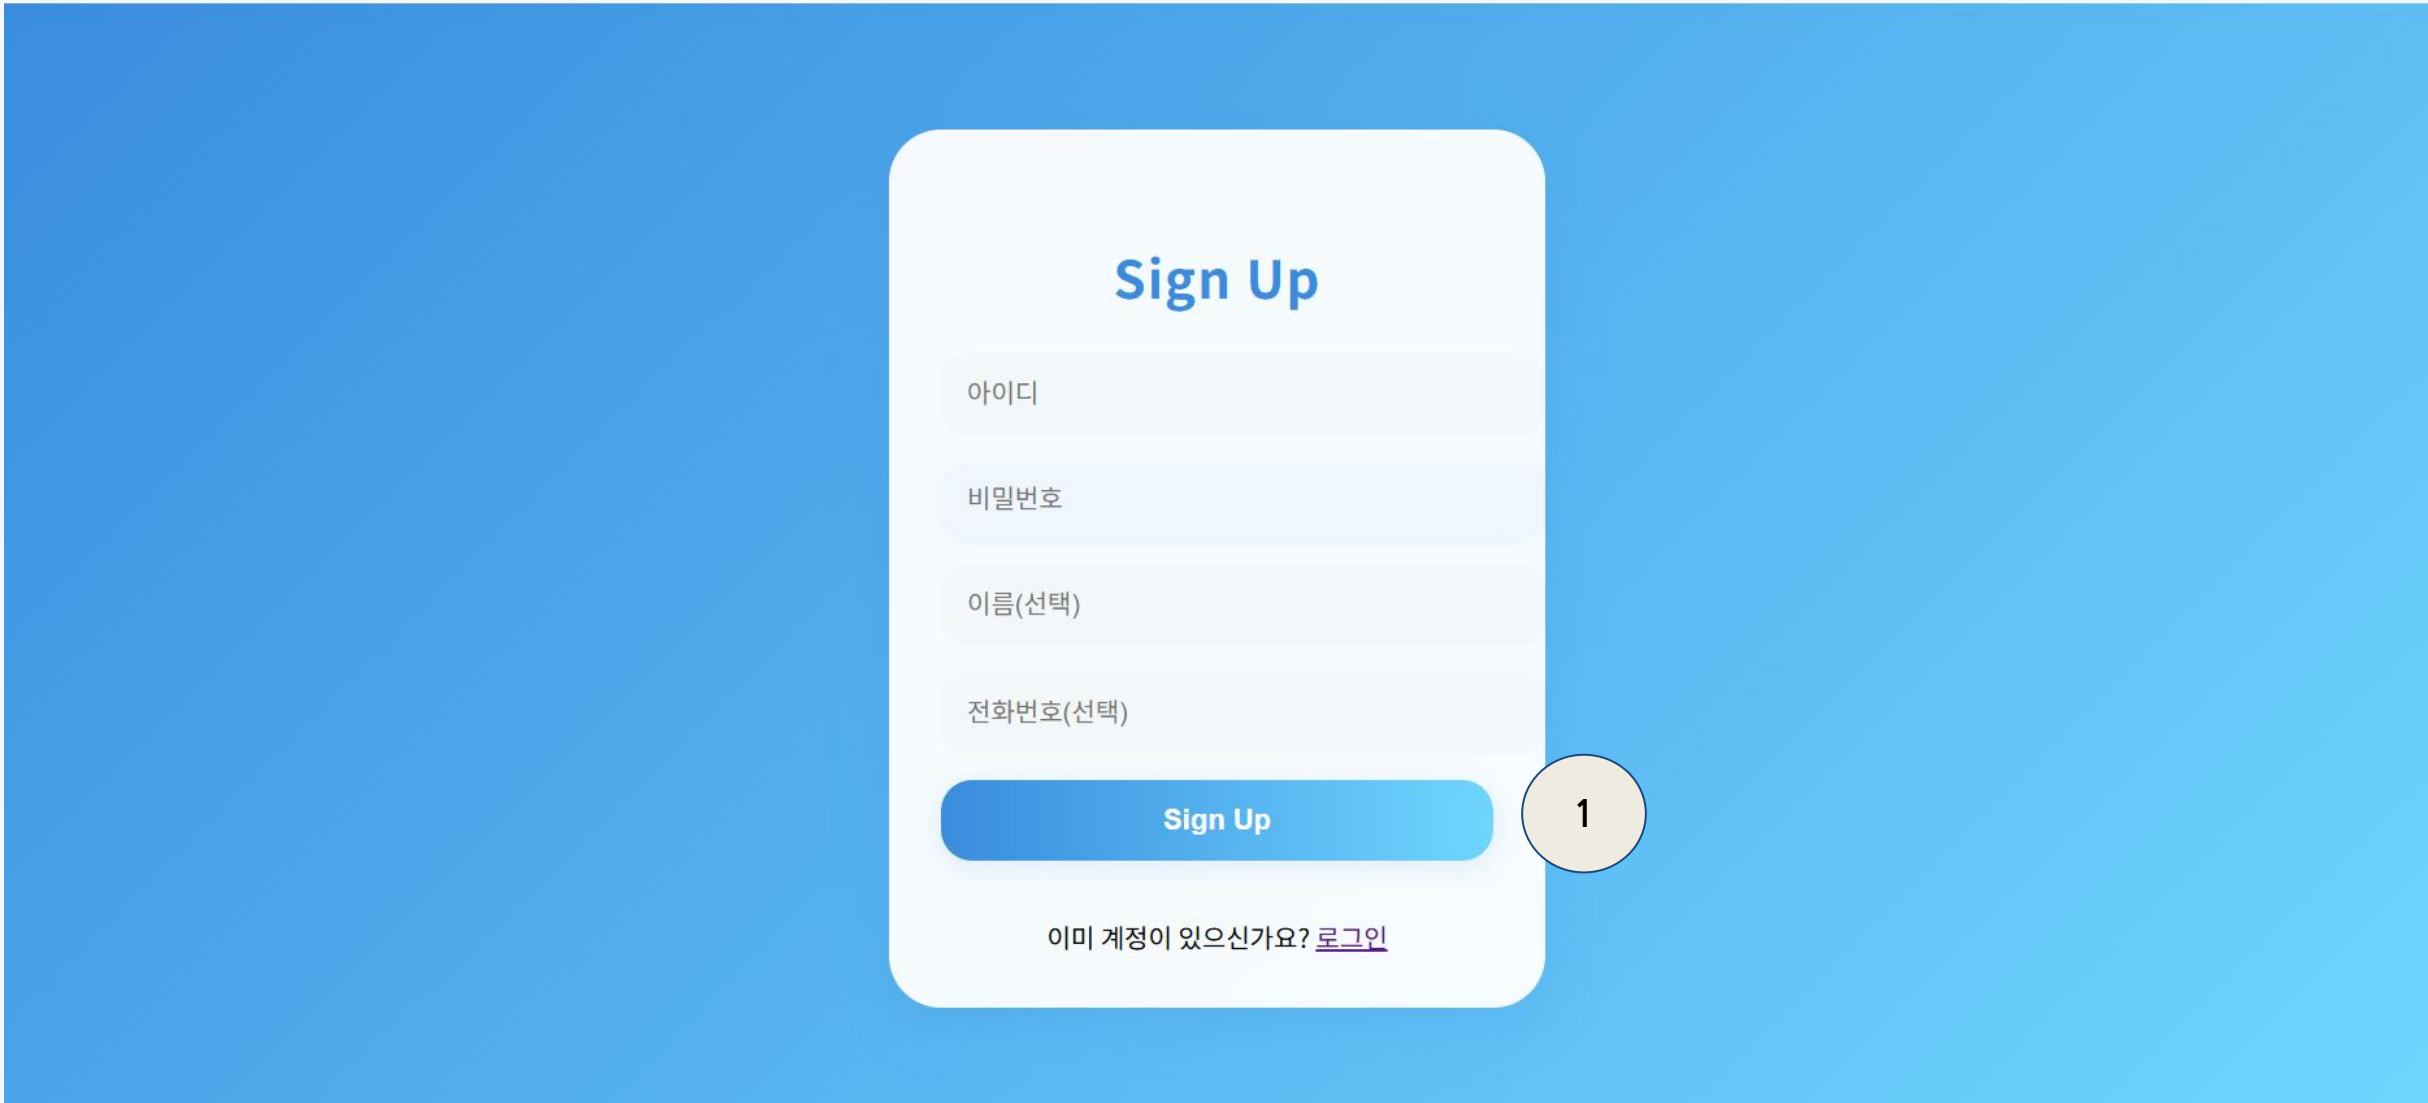 Sign Up
아이디
비밀번호
이름(선택)
전화번호(선택)
Sign Up
1
이미 계정이 있으신가요? 로그인